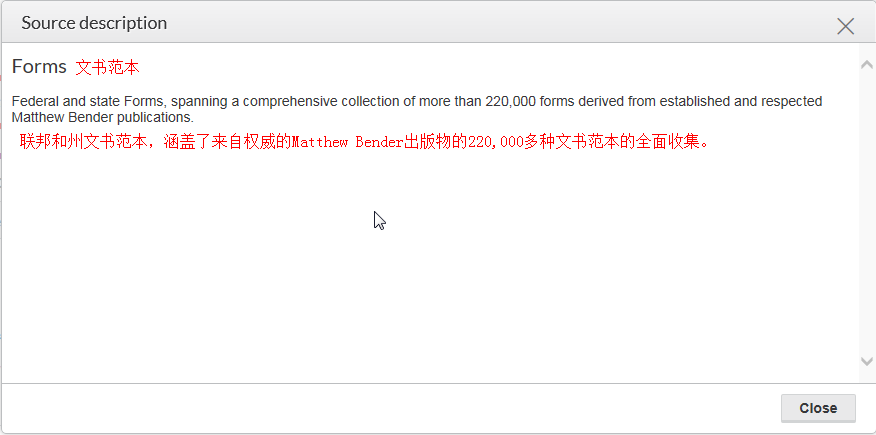 Source description
Forms 文书范本
Federal and state Forms, spanning a comprehensive collection of more than 220,000 forms derived from established and respected
Matthew Bender publications.
联邦和州文书范本，涵盖了来自权威的Matthew Bender出版物的220,000多种文书范本的全面收集。
Close